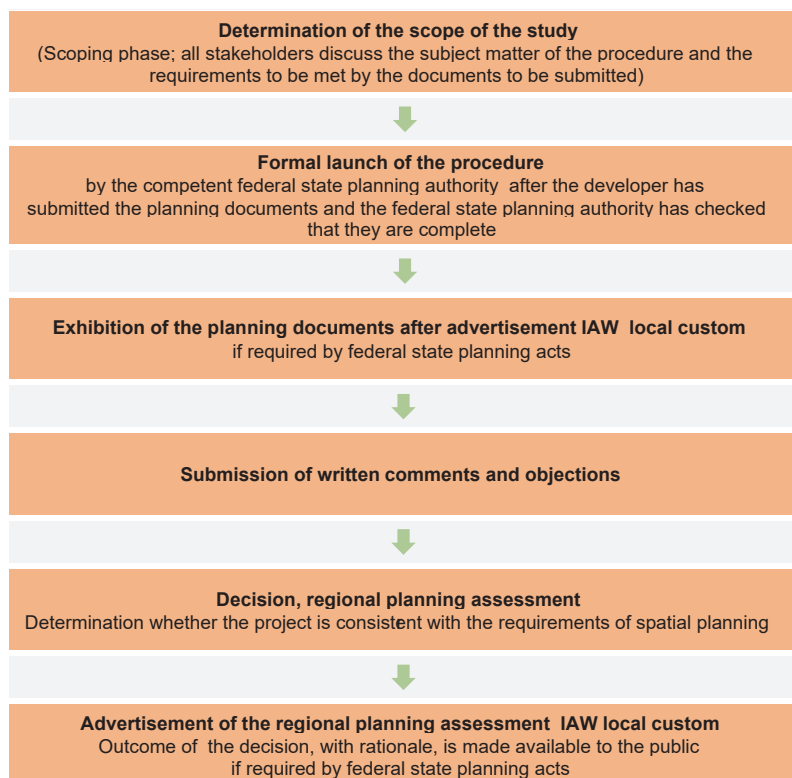 Determination of the scope of the study
(Scoping phase; all stakeholders discuss the subject matter of the procedure and the
requirements to be met by the documents to be submitted)
Formal launch of the procedure
by the competent federal state planning authority after the developer has
submitted the planning documents and the federal state planning authority has checked
that they are complete
Exhibition of the planning documents after advertisement IAW local custom
if required by federal state planning acts
Submission of written comments and objections
Decision, regional planning assessment
Determination whether the project is consistent with the requirements of spatial planning
Advertisement of the regional planning assessment IAW local custom
Outcome of the decision, with rationale, is made available to the public
if required by federal state planning acts